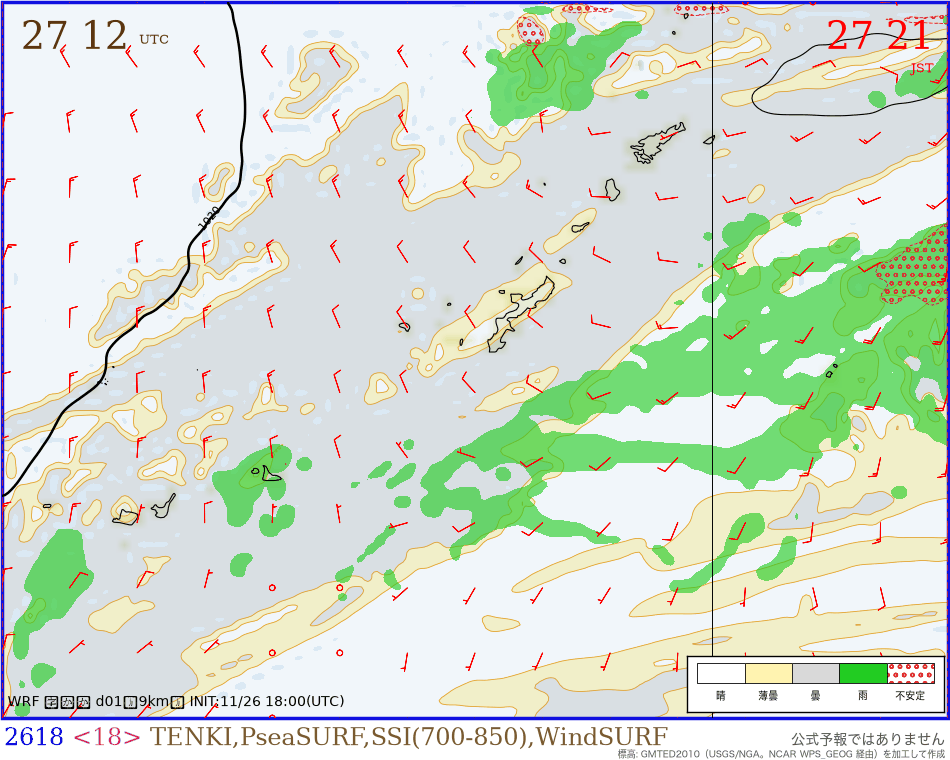 27 12 UTC
27 21
JST
1020
WRF d01 9km INIT:11/26 18:00(UTC)
晴 薄曇 曇 雨 不安定
2618 <18> TENKI,PseaSURF,SSI(700-850),WindSURF
公式予報ではありません
標高: GMTED2010（USGS/NGA。NCAR WPS_GEOG 経由）を加工して作成